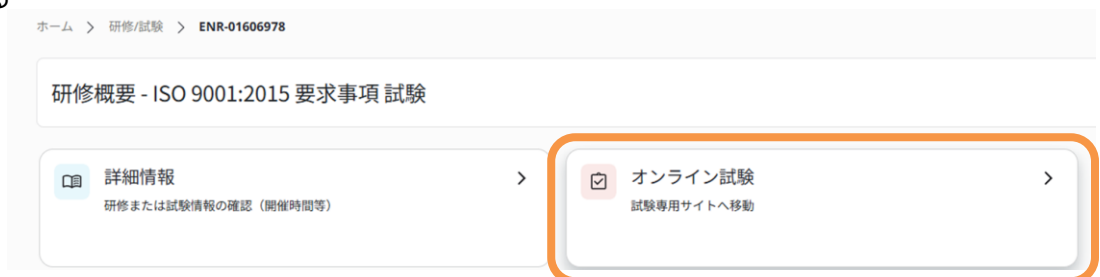 ホーム > 研修/試験 > ENR-01606978
研修概要 - ISO 9001:2015 要求事項 試験
詳細情報
研修または試験情報の確認（開催時間等）
オンライン試験
試験専用サイトへ移動